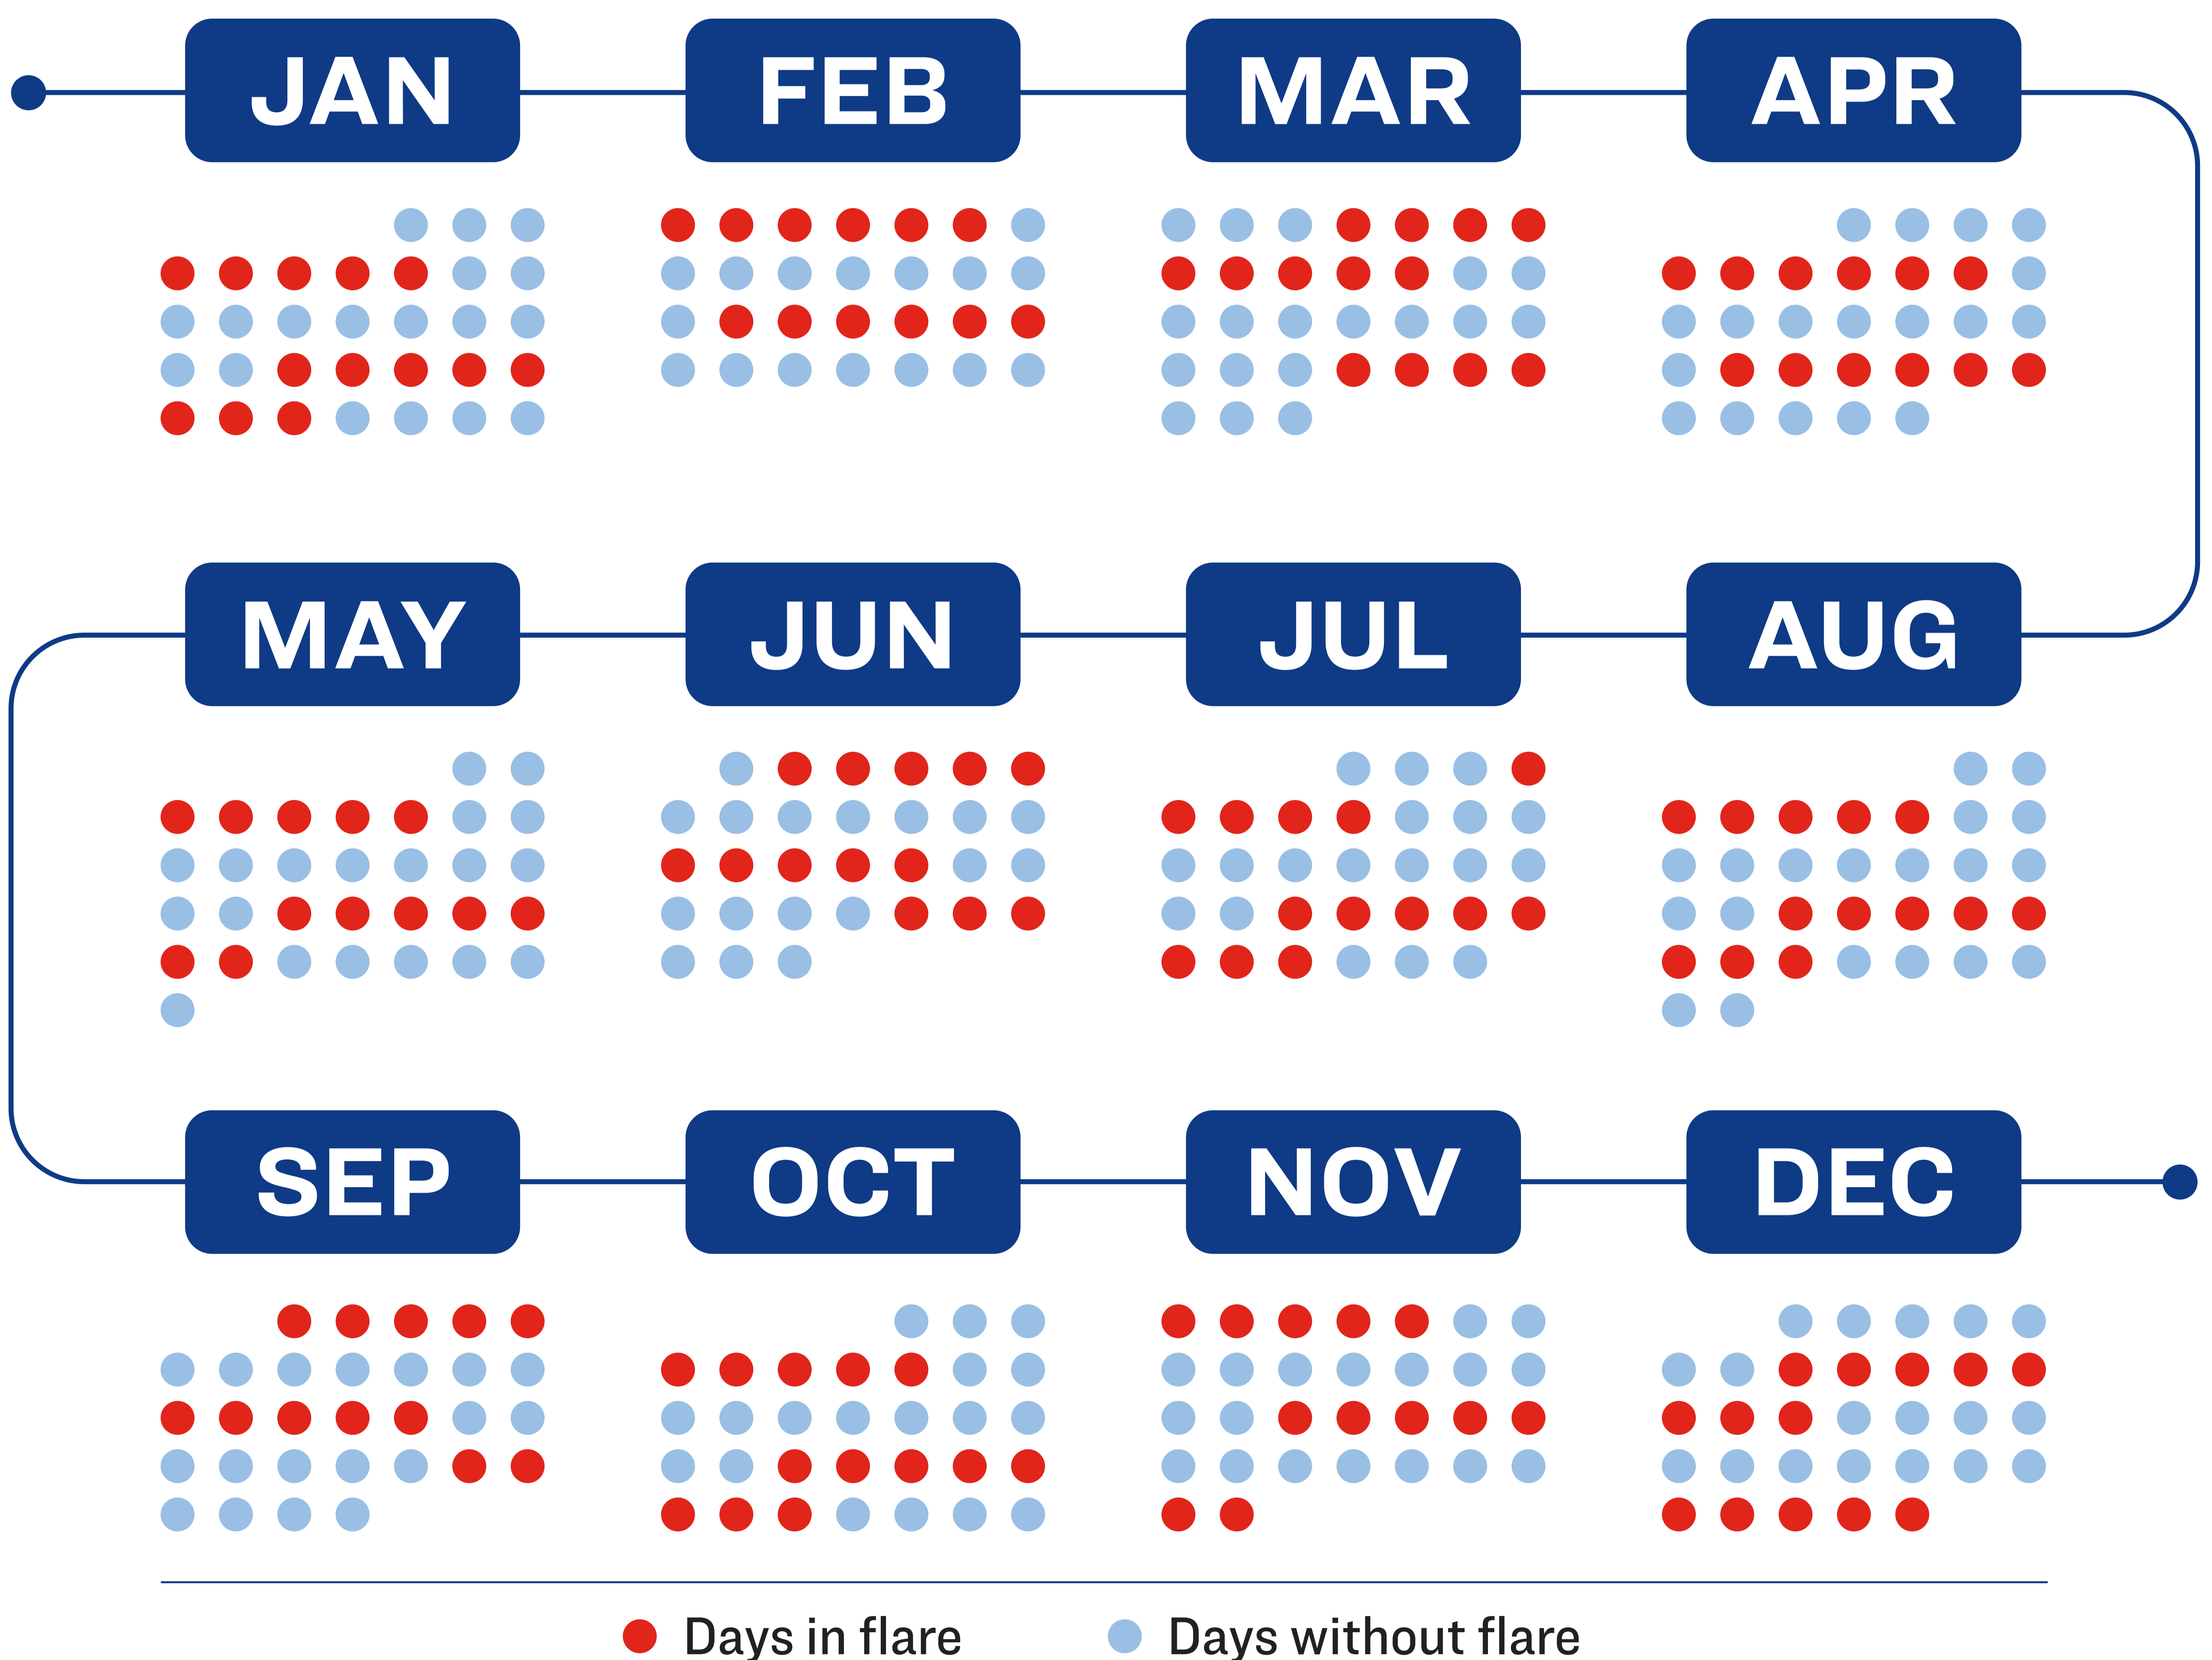 JAN FEB MAR APR
MAY JUN JUL AUG
SEP OCT NOV DEC
Days in flare Days without flare